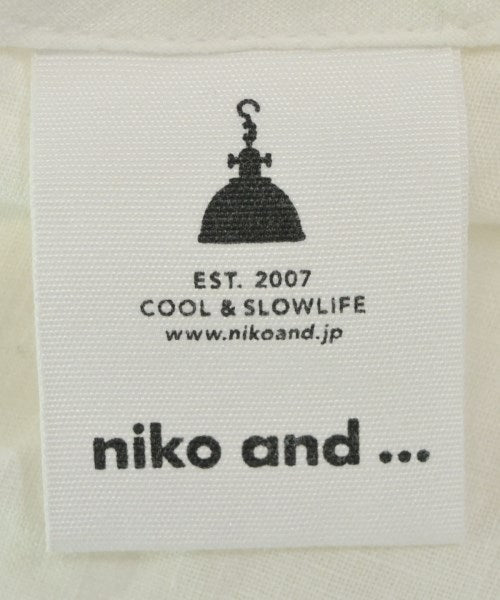 EST. 2007
COOL & SLOWLIFE
www.nikoand.jp
niko and ...